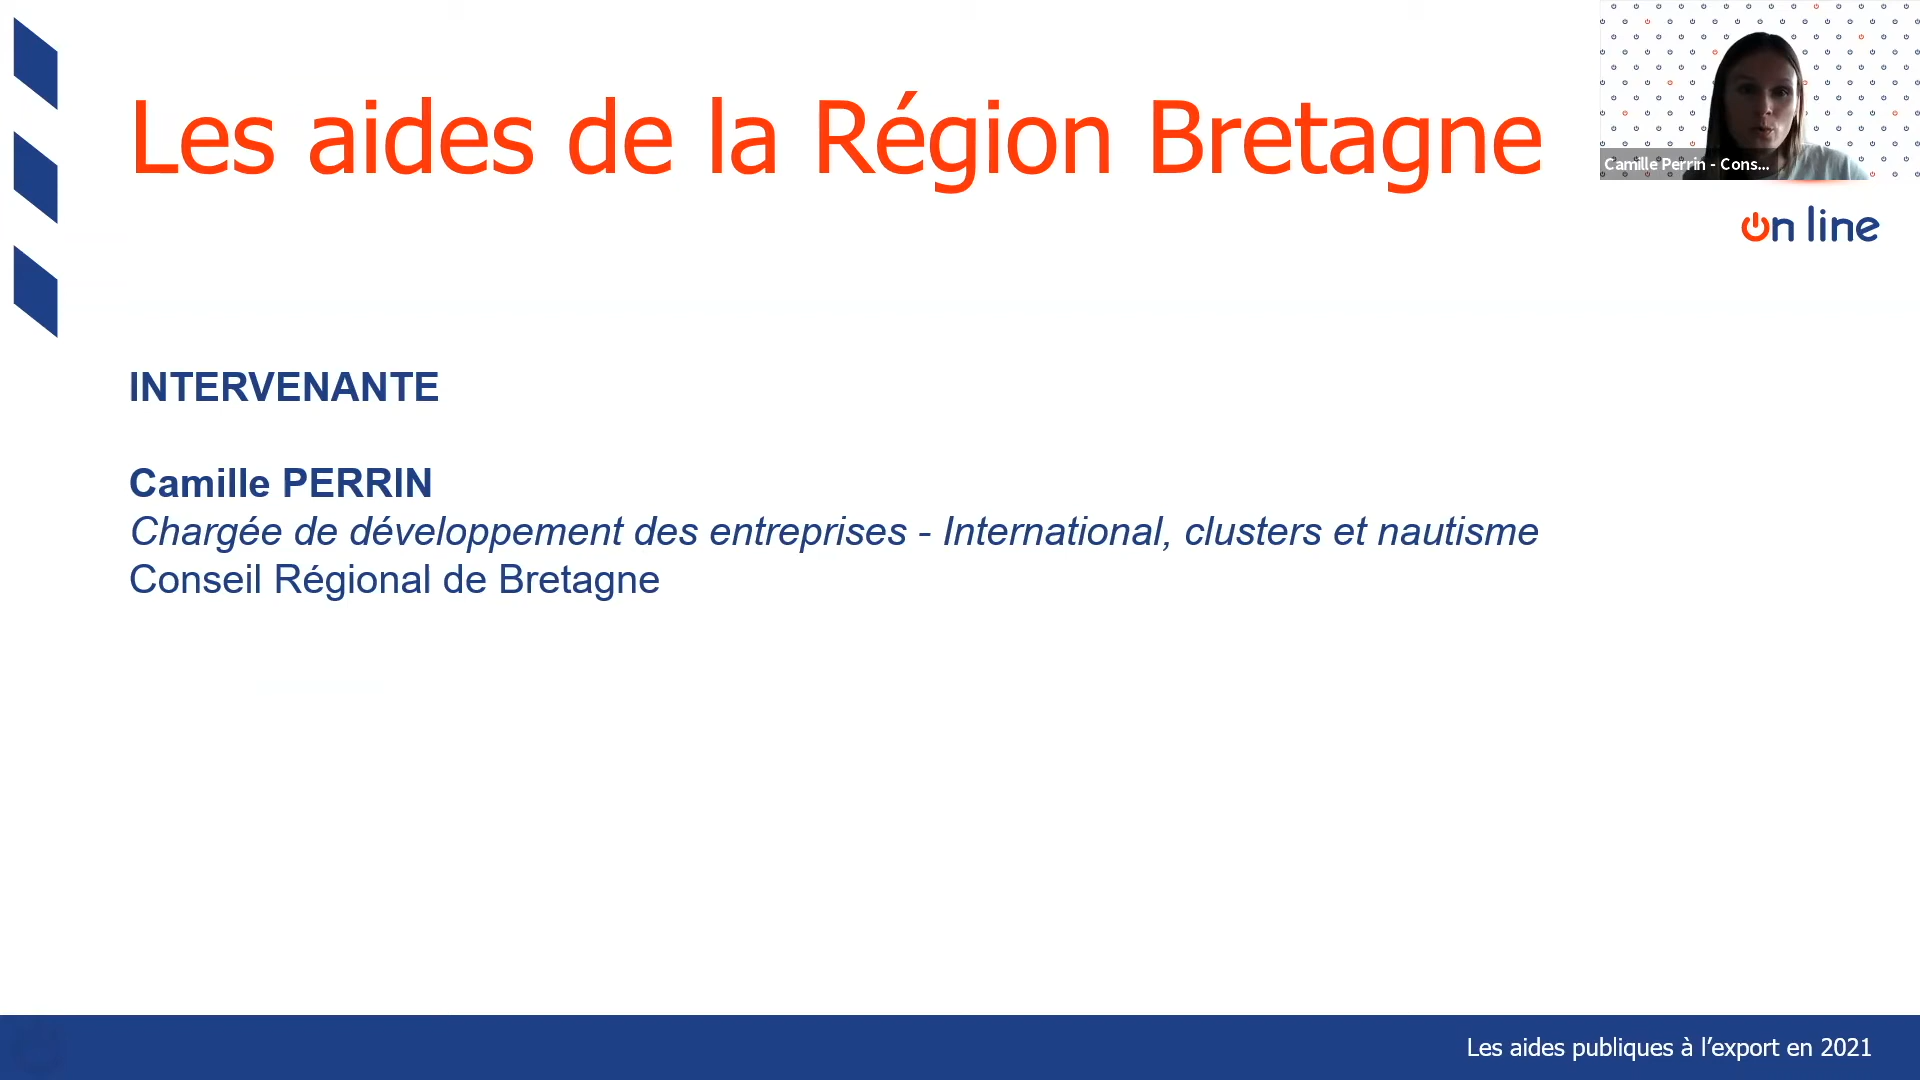 Les aides de la Région Bretagne
Camille Perrin - Cons...
on line
INTERVENANTE
Camille PERRIN
Chargée de développement des entreprises - International, clusters et nautisme
Conseil Régional de Bretagne
Les aides publiques à l'export en 2021